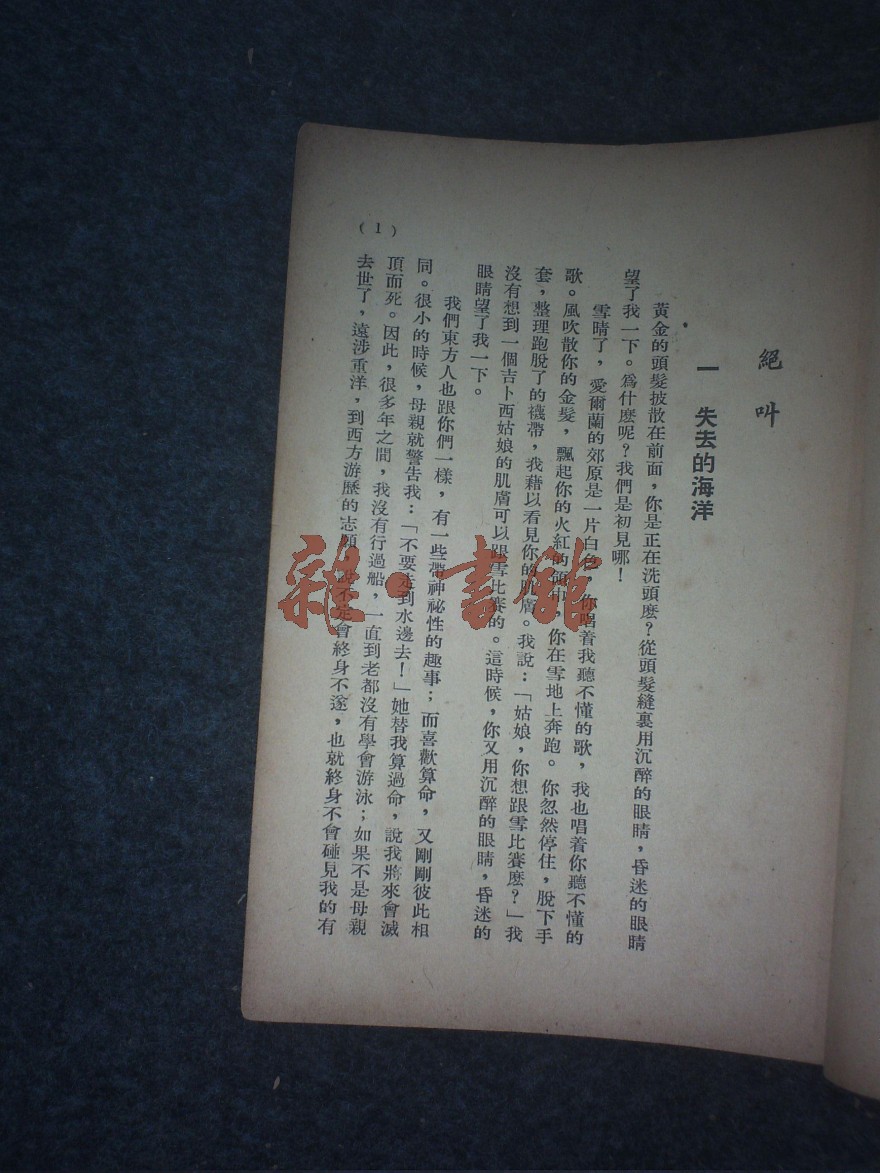 絕叫
一　失去的海洋
黃金的頭髮披散在前面，你是正在洗頭麽？從頭髮縫裏用沉醉的眼睛，昏迷的眼睛
望了我一下。爲什麽呢？我們是初見哪！
雪晴了，愛爾蘭的郊原是一片白色，你唱着我聽不懂的歌，我也唱着你聽不懂的
歌。風吹散你的金髮，飄起你的火紅的領巾，你在雪地上奔跑。你忽然停住，脫下手
套，整理跑脫了的襪帶，我藉以看見你的肌膚。我說：「姑娘，你想跟雪比賽麽？」我
沒有想到一個吉卜西姑娘的肌膚可以跟雪比賽的。這時候，你又用沉醉的眼睛，昏迷的
眼睛望了我一下。
我們東方人也跟你們一樣，有一些帶神祕性的趣事；而喜歡算命，又剛剛彼此相
同。很小的時候，母親就警告我：「不要走到水邊去！」她替我算過命，說我將來會滅
頂而死。因此，很多年之間，我沒有行過船，一直到老都沒有學會游泳；如果不是母親
去世了，遠涉重洋，到西方游歷的志願，說不定會終身不遂，也就終身不會碰見我的有
（1）
雜·書館